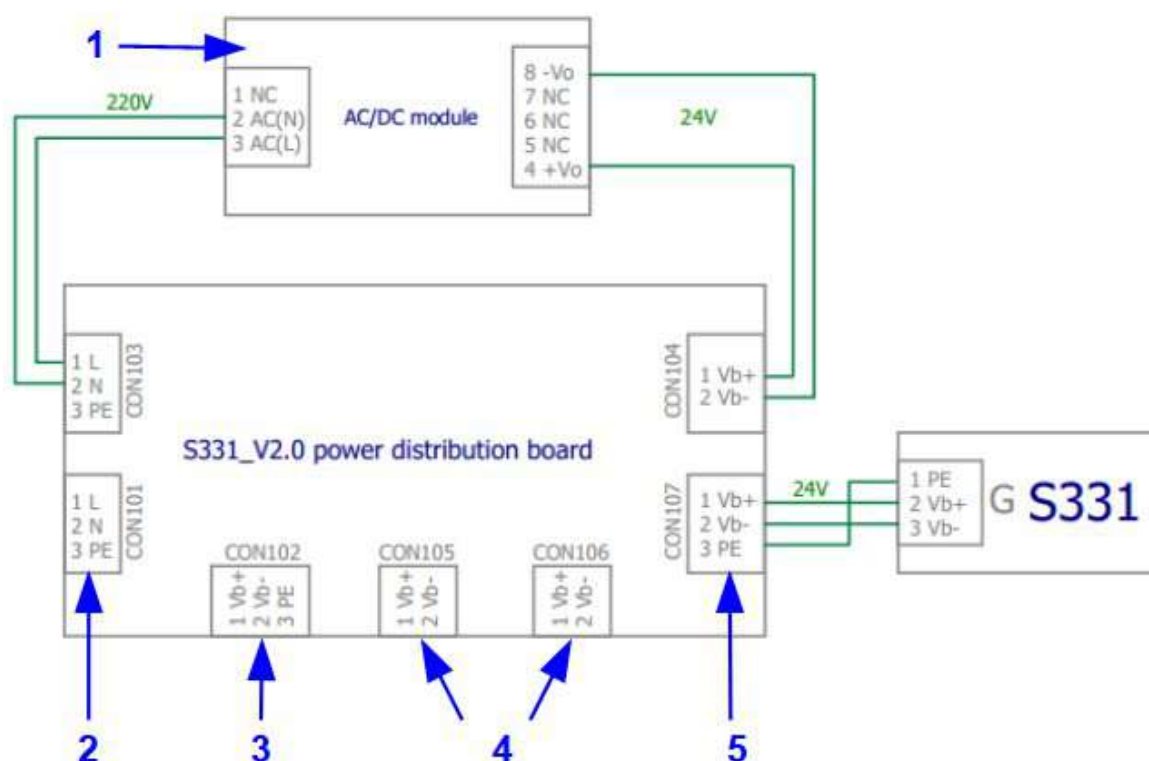 1
220V
1 NC
2 AC(N)
3 AC(L)
AC/DC module
8 -Vo
7 NC
6 NC
5 NC
4 +Vo
24V
1 L
2 N
3 PE
CON103
CON104
1 Vb+
2 Vb-
S331_V2.0 power distribution board
1 L
2 N
3 PE
CON101
CON102
1 Vb+
2 Vb-
3 PE
CON105
1 Vb+
2 Vb-
CON106
1 Vb+
2 Vb-
CON107
1 Vb+
2 Vb-
3 PE
24V
1 PE
2 Vb+
3 Vb-
G S331
2
3
4
5